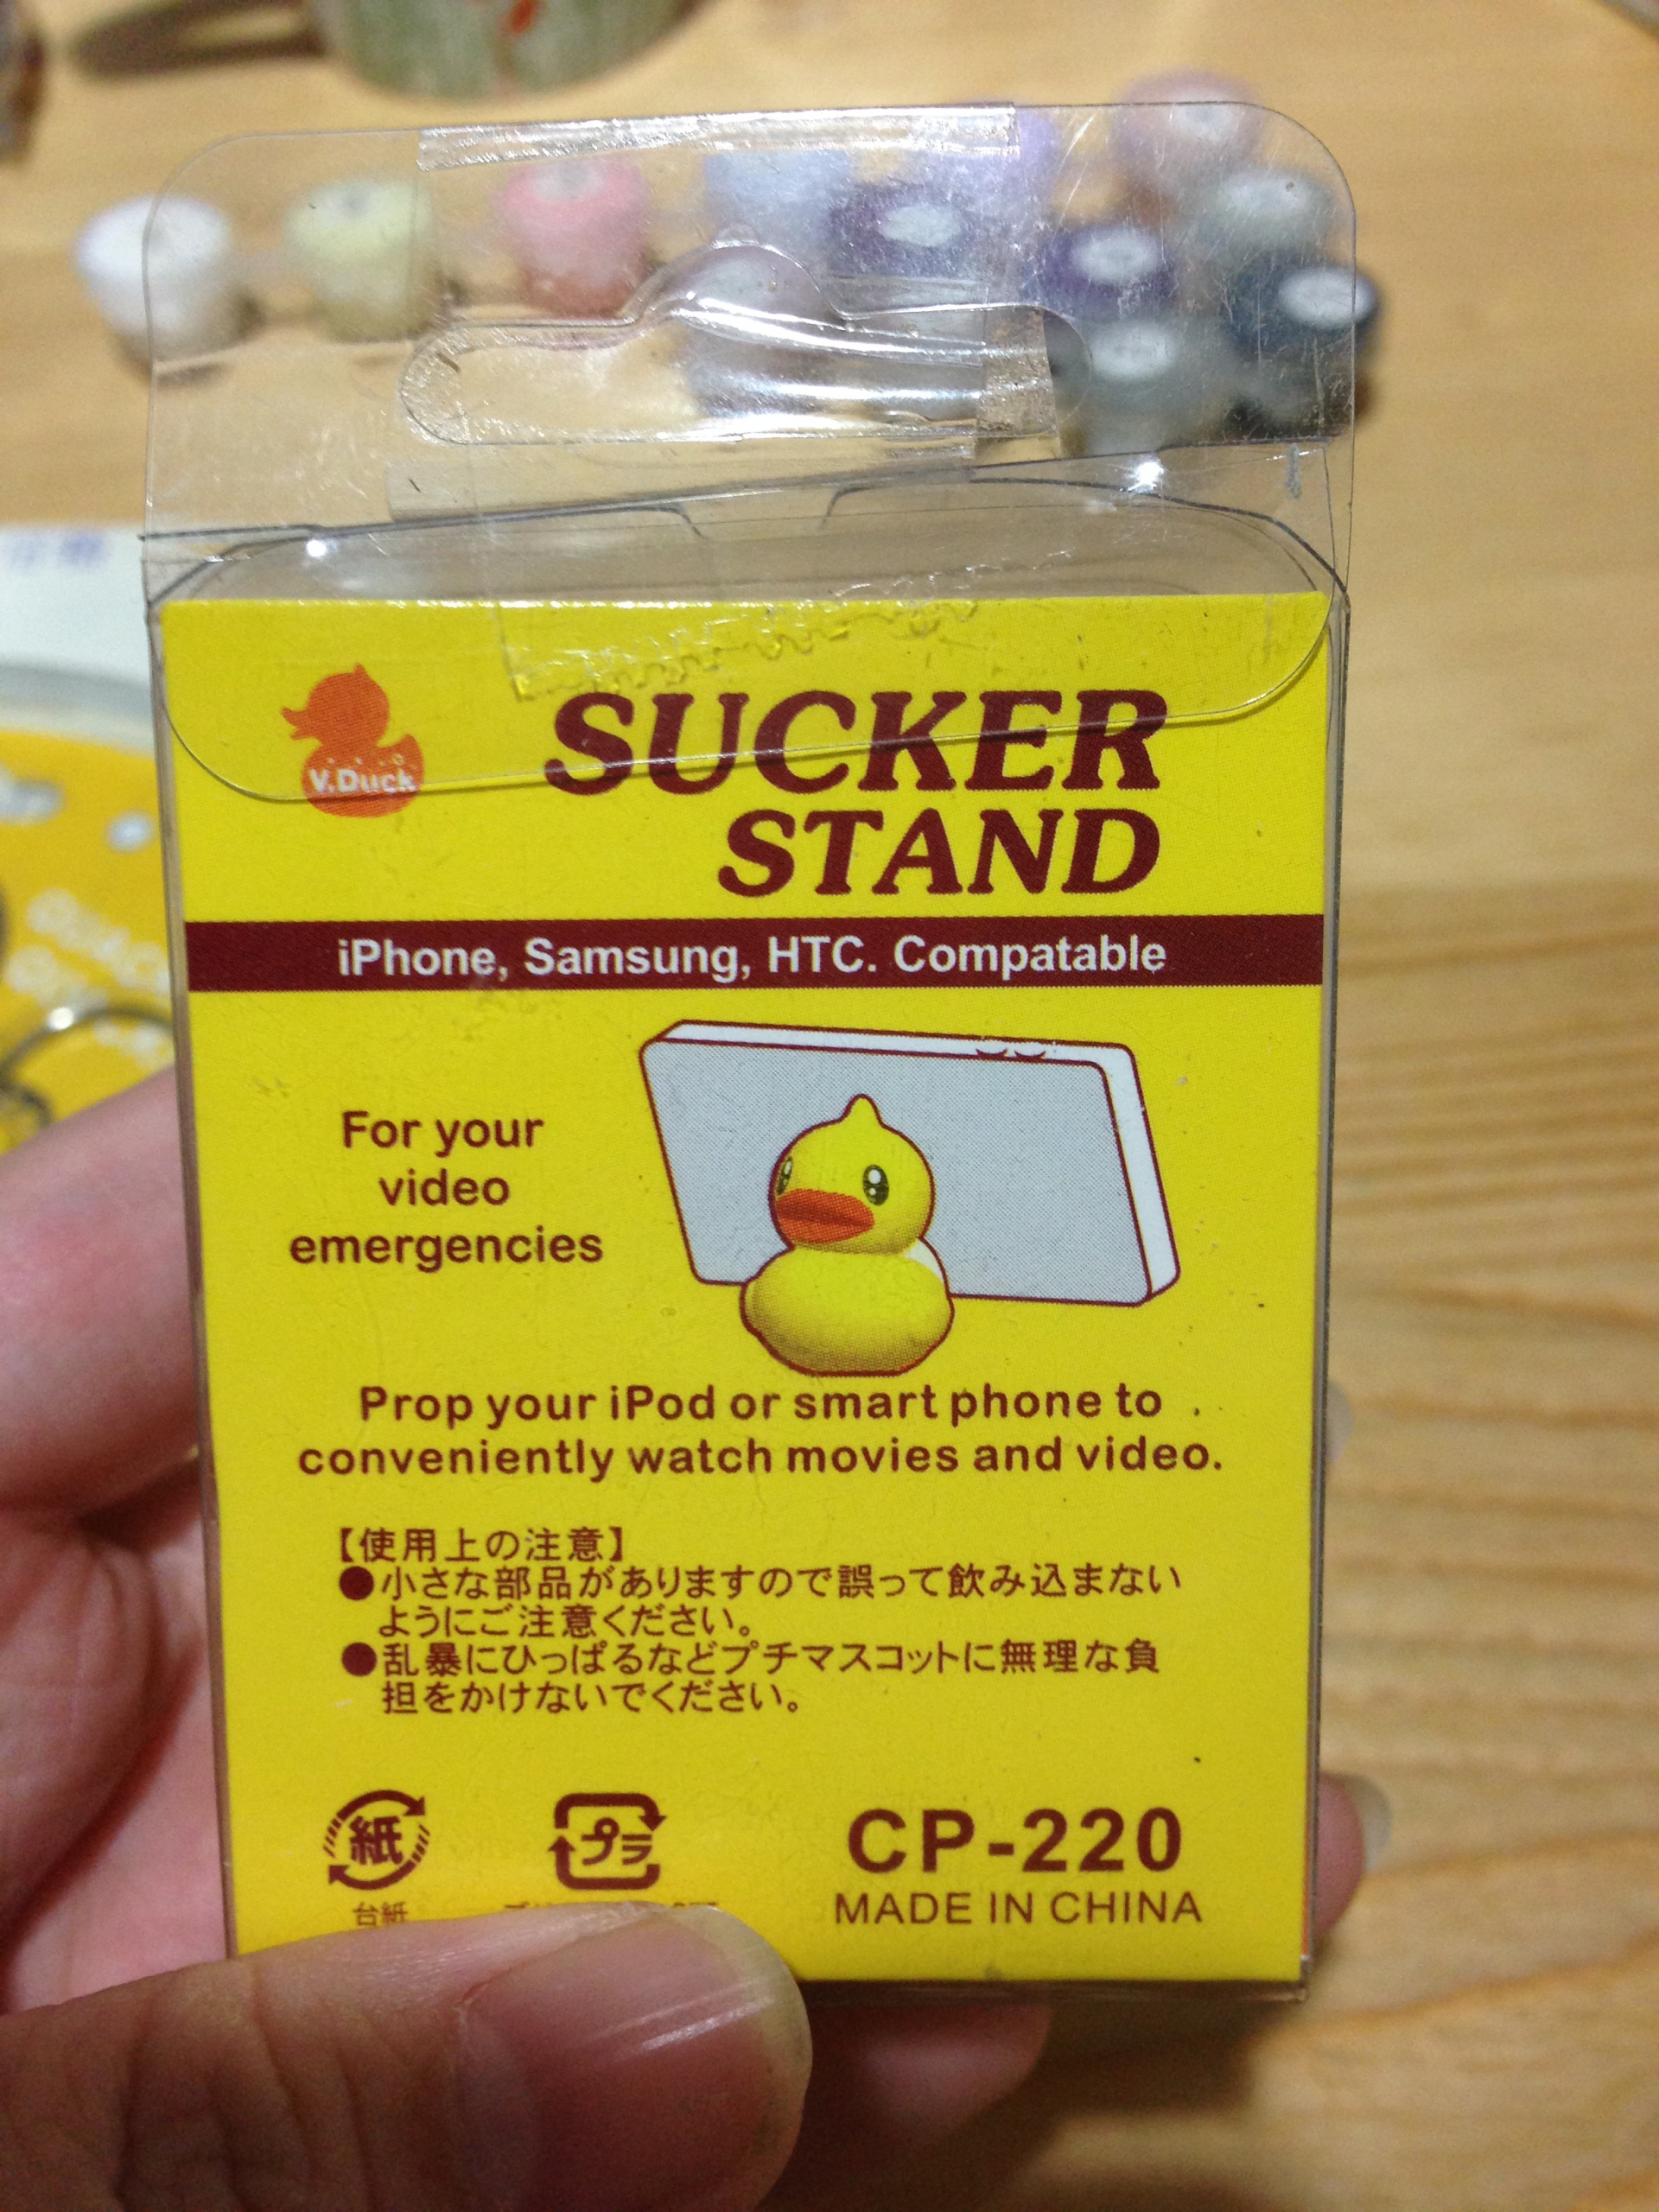 V.Duck
SUCKER
STAND
iPhone, Samsung, HTC. Compatable
For your
video
emergencies
Prop your iPod or smart phone to .
conveniently watch movies and video.
【使用上の注意】
●小さな部品がありますので誤って飲み込まない
ようにご注意ください。
●乱暴にひっぱるなどプチマスコットに無理な負
担をかけないでください。
紙
プラ
CP-220
台紙
MADE IN CHINA